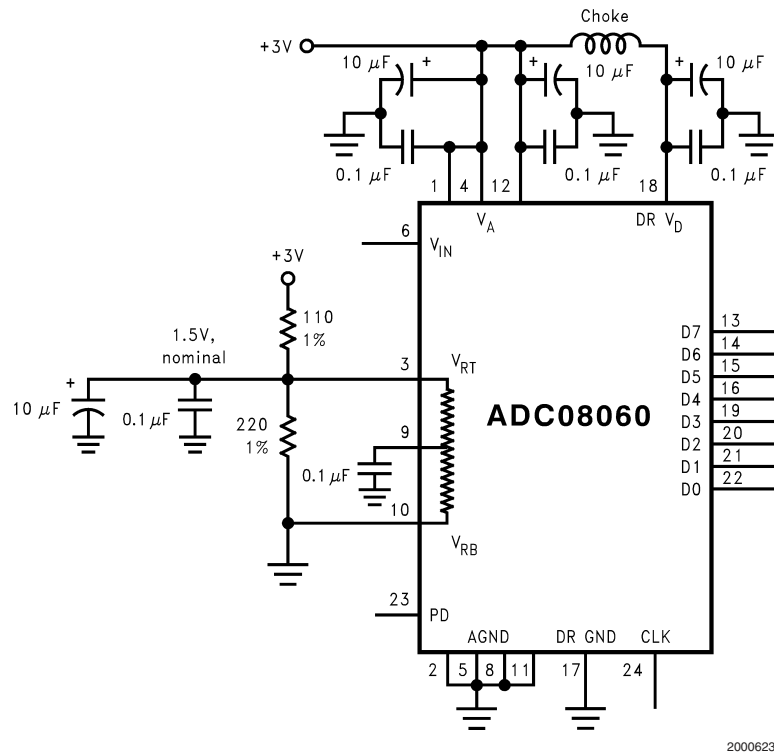 Choke
+3V
10 µF
+
+
10 µF
+
10 µF
0.1 µF
0.1 µF
0.1 µF
1
4
12
18
V_A
DR V_D
6
V_IN
+3V
110
1%
1.5V,
nominal
3
V_RT
+
10 µF
0.1 µF
220
1%
9
0.1 µF
10
V_RB
ADC08060
D7 13
D6 14
D5 15
D4 16
D3 19
D2 20
D1 21
D0 22
23
PD
AGND
DR GND
CLK
2
5
8
11
17
24
2000623